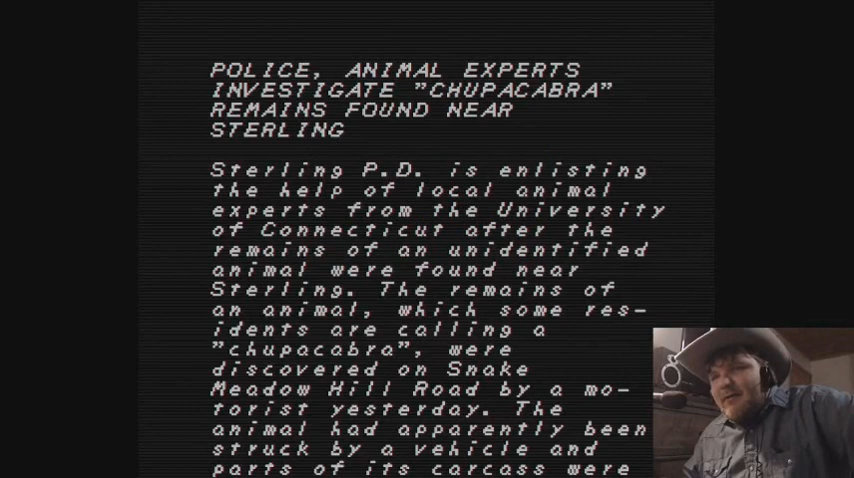 POLICE, ANIMAL EXPERTS
INVESTIGATE "CHUPACABRA"
REMAINS FOUND NEAR
STERLING
Sterling P.D. is enlisting
the help of local animal
experts from the University
of Connecticut after the
remains of an unidentified
animal were found near
Sterling. The remains of
an animal, which some res-
idents are calling a
"chupacabra", were
discovered on Snake
Meadow Hill Road by a mo-
torist yesterday. The
animal had apparently been
struck by a vehicle and
parts of its carcass were